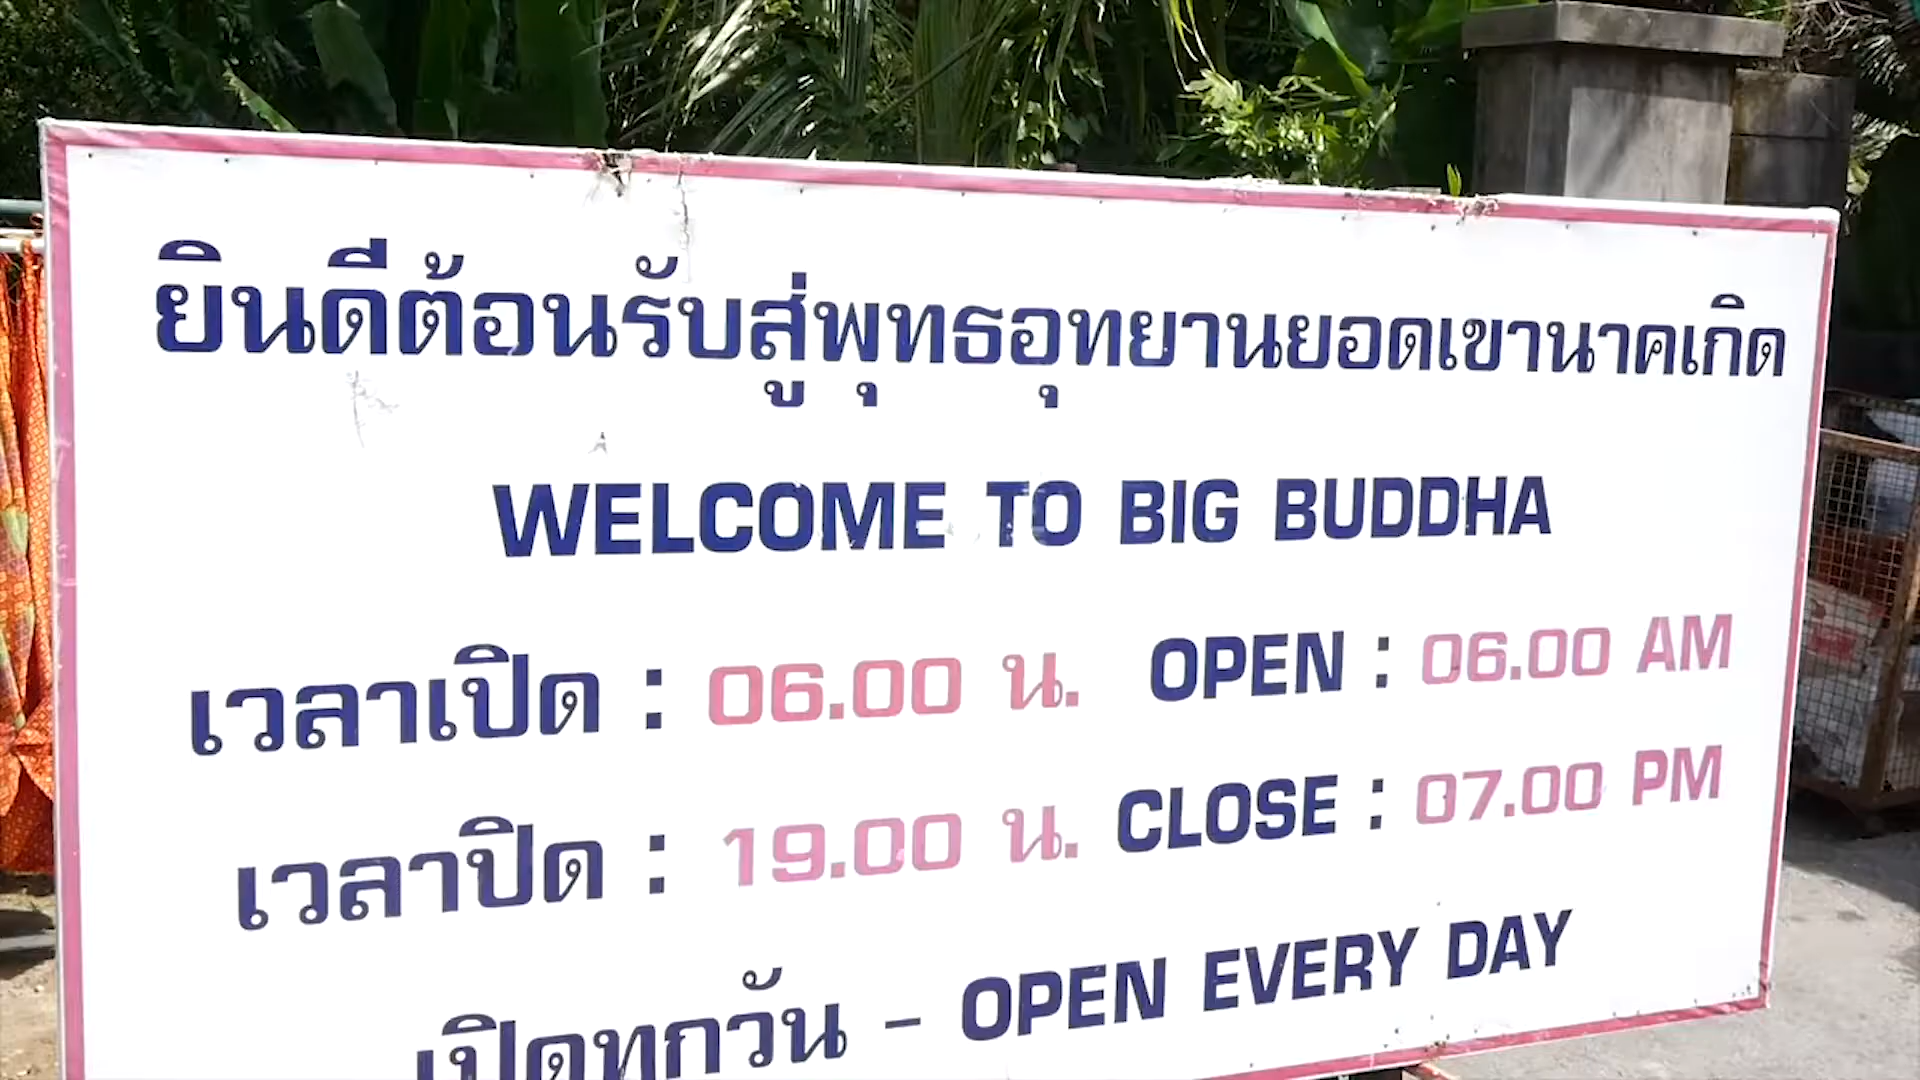 ยินดีต้อนรับสู่พุทธอุทยานยอดเขานาคเกิด
WELCOME TO BIG BUDDHA
เวลาเปิด : 06.00 น. OPEN : 06.00 AM
เวลาปิด : 19.00 น. CLOSE : 07.00 PM
เปิดทุกวัน - OPEN EVERY DAY